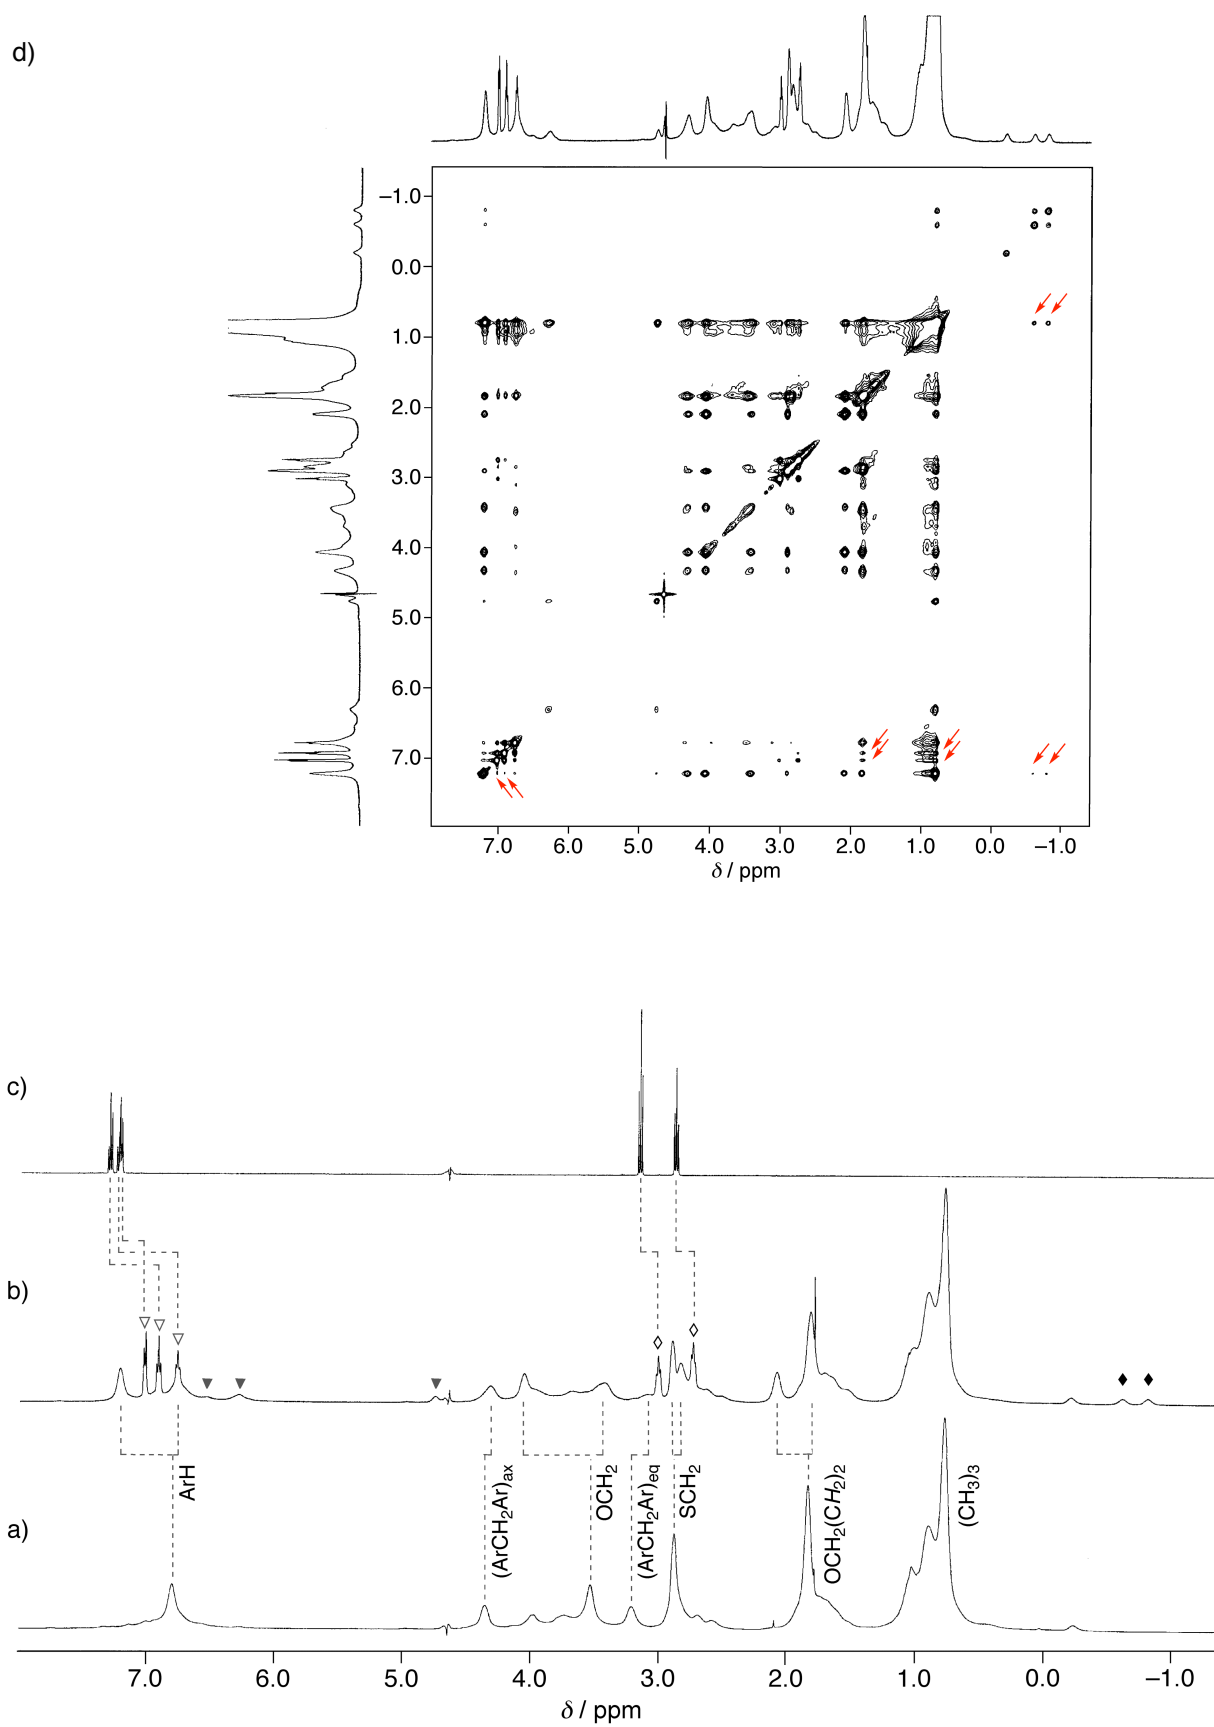 d)
–1.0
0.0
1.0
2.0
3.0
4.0
5.0
6.0
7.0
7.0 6.0 5.0 4.0 3.0 2.0 1.0 0.0 –1.0
δ / ppm
c)
b)
ArH
(ArCH2Ar)ax
OCH2
(ArCH2Ar)eq
SCH2
OCH2(CH2)2
(CH3)3
a)
7.0 6.0 5.0 4.0 3.0 2.0 1.0 0.0 –1.0
δ / ppm